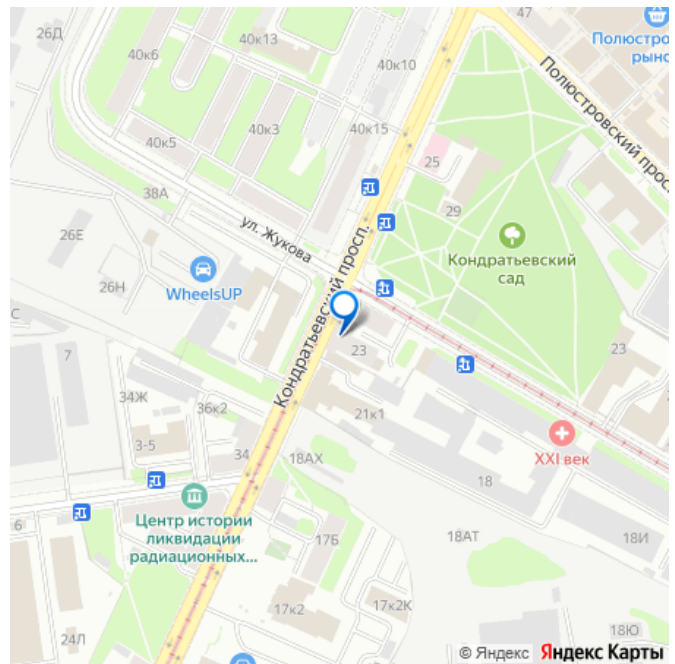 26Д
40к13
40к6
40к10
47
Полюстро
рыно
Полюстровский просп.
40к5
40к3
40к15
25
29
38А
ул. Жукова
Кондратьевский просп.
Кондратьевский
сад
26Е
26Н
WheelsUP
С
7
23
23
34Ж
36к2
21к1
3-5
34
18АХ
XXI век
18
Центр истории
ликвидации
радиационных...
6
17Б
18АТ
18И
17к2
17к2К
24Л
18Ю
© Яндекс Яндекс Карты